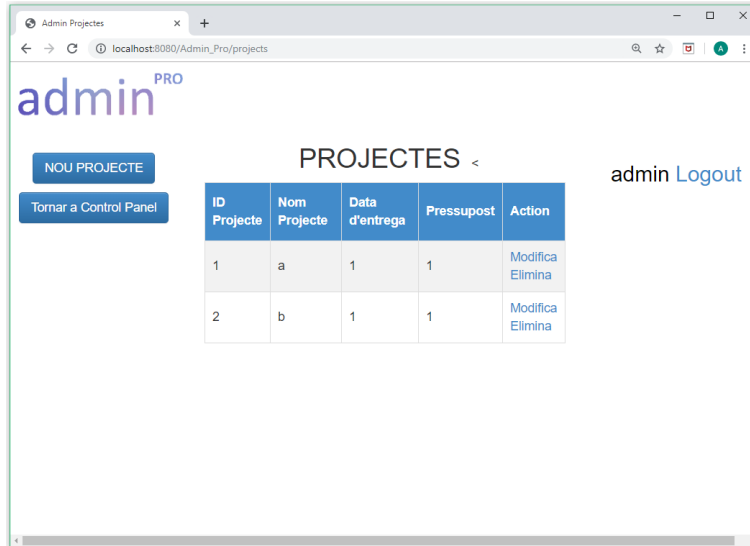 Admin Projectes
localhost:8080/Admin_Pro/projects
A
admin PRO
NOU PROJECTE
Tornar a Control Panel
PROJECTES <
admin Logout
ID Projecte Nom Projecte Data d'entrega Pressupost Action
1 a 1 1 Modifica
Elimina
2 b 1 1 Modifica
Elimina